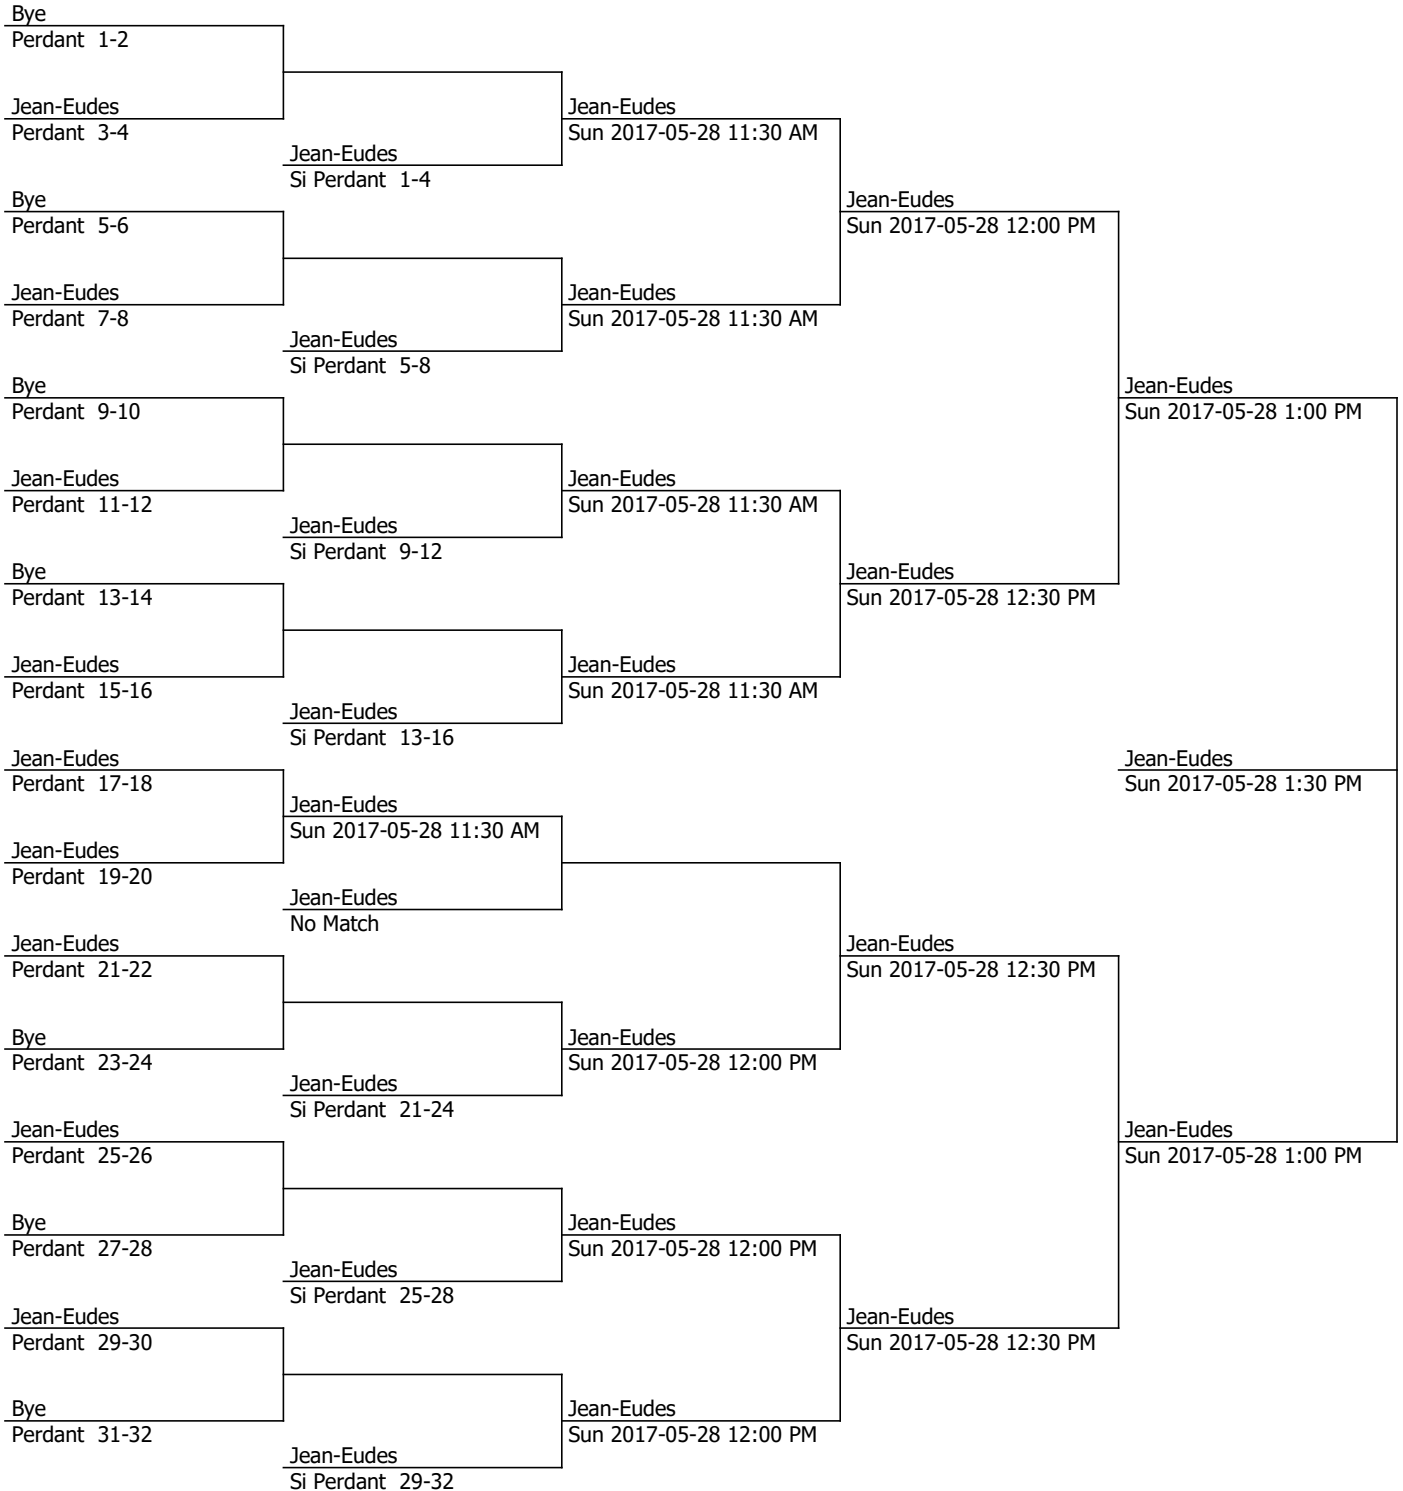 Bye
Perdant 1-2
Jean-Eudes
Perdant 3-4
Jean-Eudes
Si Perdant 1-4
Jean-Eudes
Sun 2017-05-28 11:30 AM
Bye
Perdant 5-6
Jean-Eudes
Perdant 7-8
Jean-Eudes
Si Perdant 5-8
Jean-Eudes
Sun 2017-05-28 11:30 AM
Jean-Eudes
Sun 2017-05-28 12:00 PM
Bye
Perdant 9-10
Jean-Eudes
Perdant 11-12
Jean-Eudes
Si Perdant 9-12
Jean-Eudes
Sun 2017-05-28 11:30 AM
Bye
Perdant 13-14
Jean-Eudes
Perdant 15-16
Jean-Eudes
Si Perdant 13-16
Jean-Eudes
Sun 2017-05-28 11:30 AM
Jean-Eudes
Sun 2017-05-28 12:30 PM
Jean-Eudes
Sun 2017-05-28 1:00 PM
Jean-Eudes
Perdant 17-18
Jean-Eudes
Perdant 19-20
Jean-Eudes
Sun 2017-05-28 11:30 AM
Jean-Eudes
No Match
Jean-Eudes
Sun 2017-05-28 1:30 PM
Jean-Eudes
Perdant 21-22
Bye
Perdant 23-24
Jean-Eudes
Si Perdant 21-24
Jean-Eudes
Sun 2017-05-28 12:00 PM
Jean-Eudes
Sun 2017-05-28 12:30 PM
Jean-Eudes
Perdant 25-26
Bye
Perdant 27-28
Jean-Eudes
Si Perdant 25-28
Jean-Eudes
Sun 2017-05-28 12:00 PM
Jean-Eudes
Perdant 29-30
Bye
Perdant 31-32
Jean-Eudes
Si Perdant 29-32
Jean-Eudes
Sun 2017-05-28 12:00 PM
Jean-Eudes
Sun 2017-05-28 12:30 PM
Jean-Eudes
Sun 2017-05-28 1:00 PM